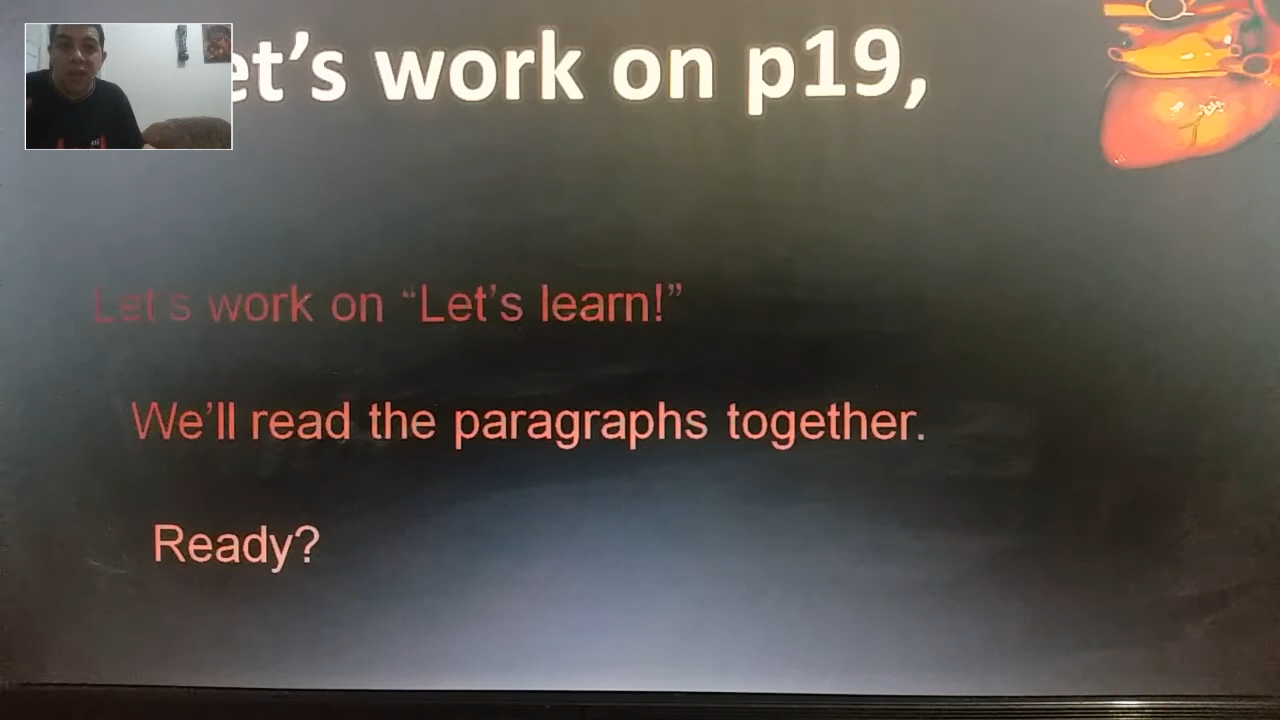 et's work on p19,
Let's work on “Let's learn!”
We'll read the paragraphs together.
Ready?